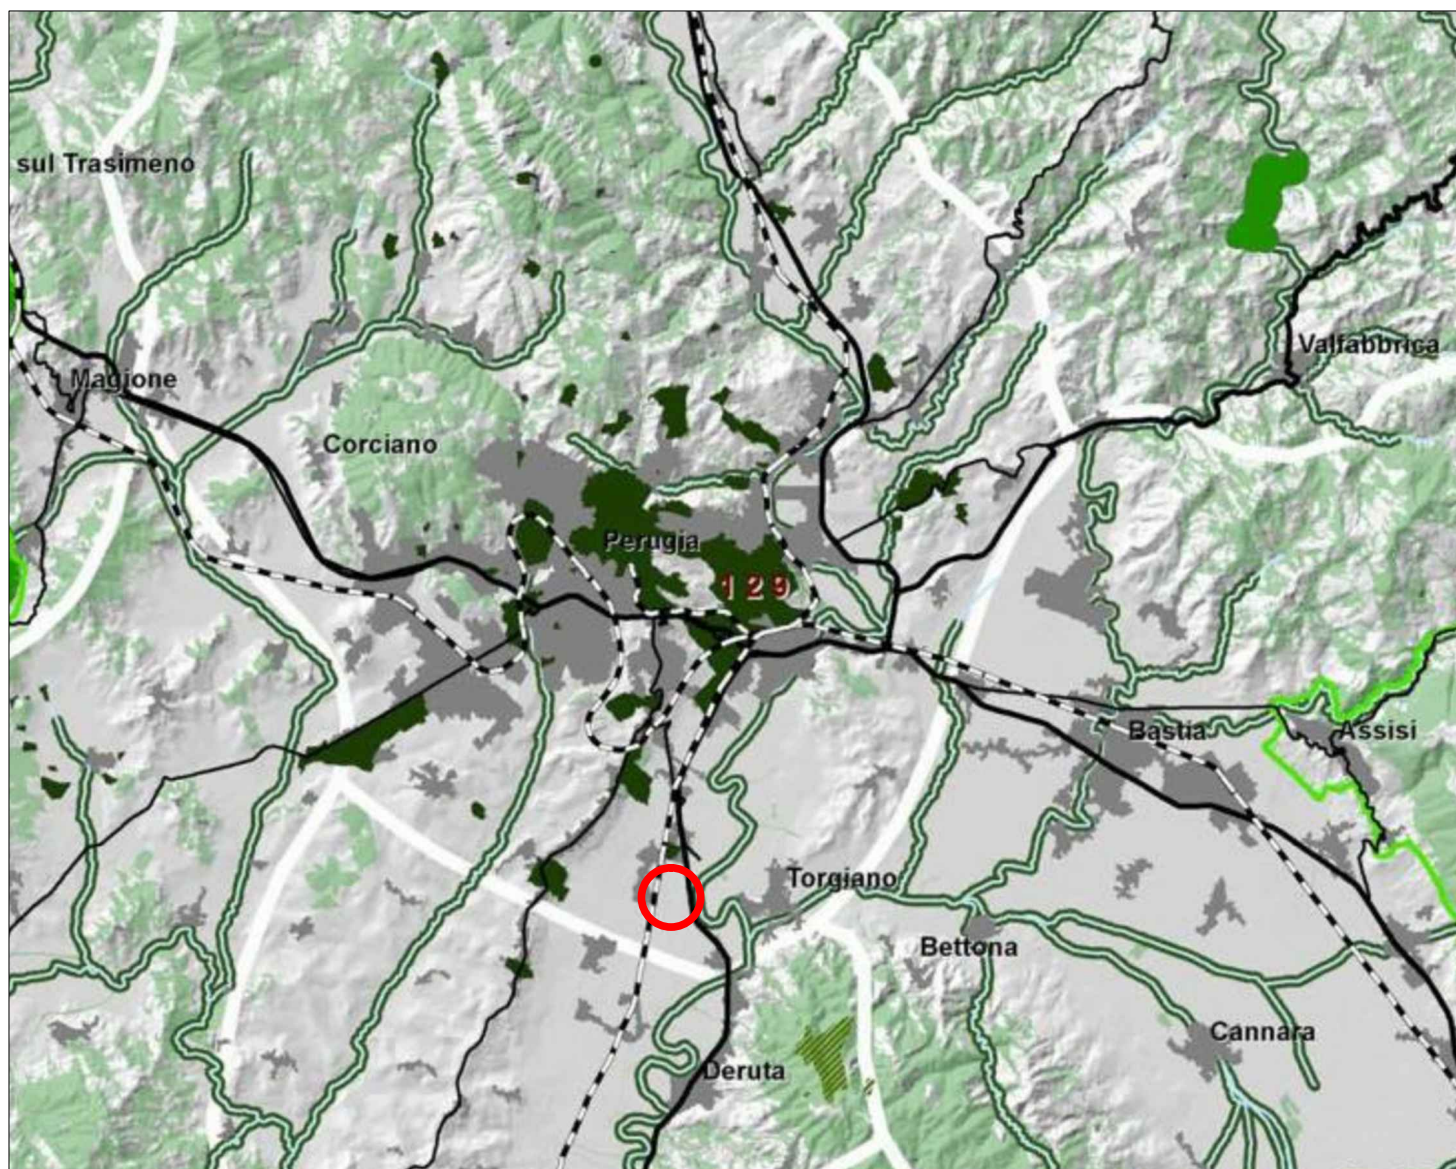 sul Trasimeno
Valfabbrica
Magione
Corciano
Perugia
129
Bastia
Assisi
Torgiano
Bettona
Cannara
Deruta